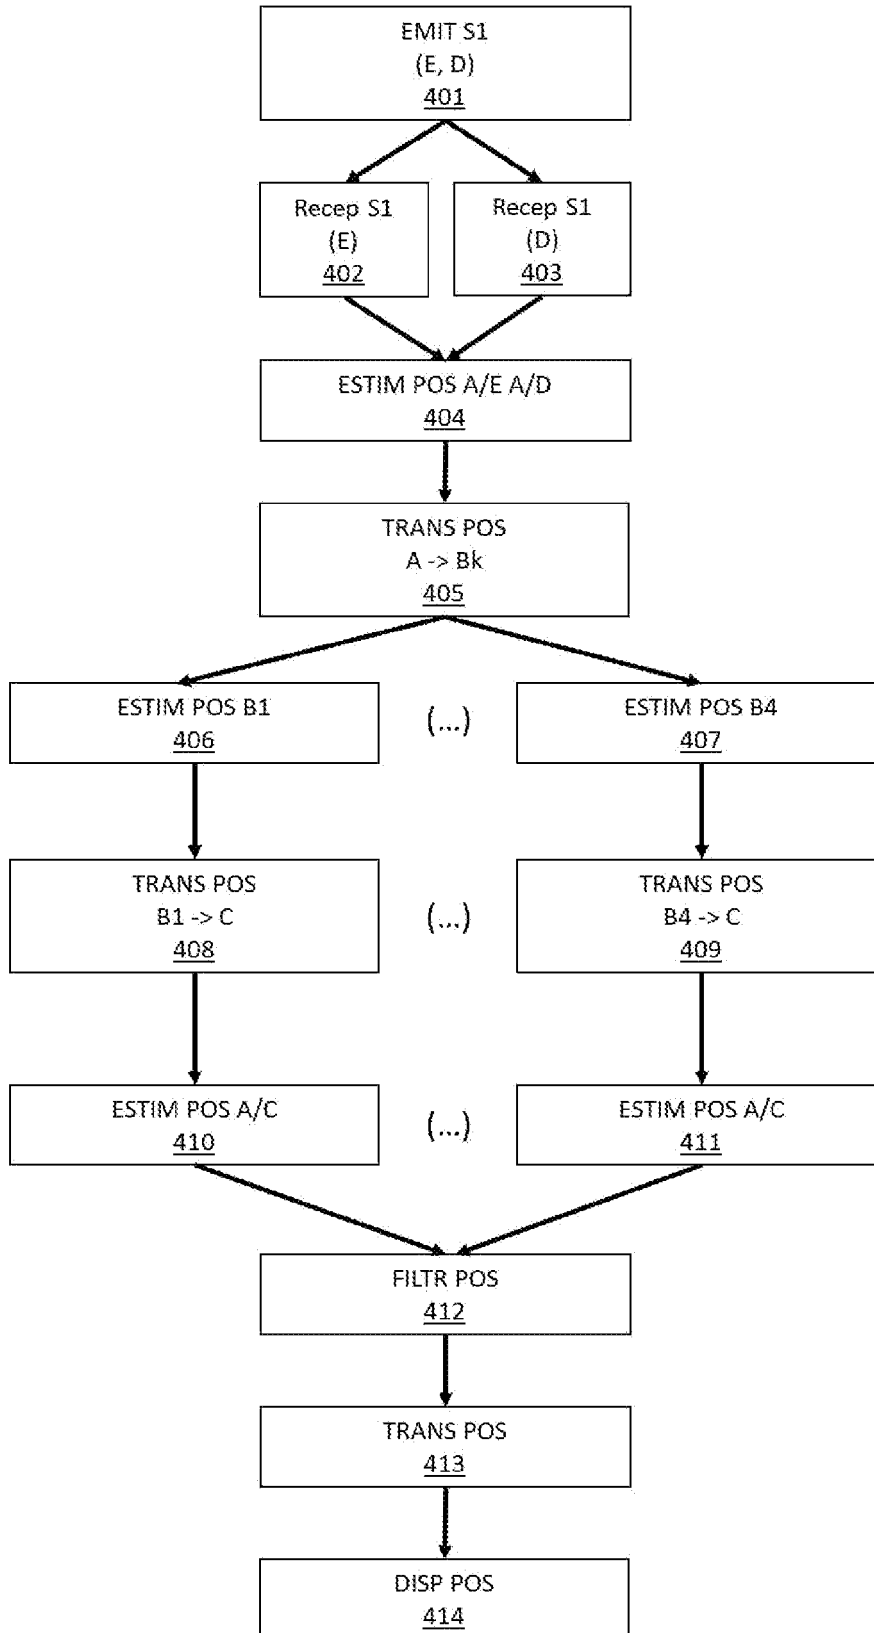 EMIT S1
(E, D)
401
Recep S1
(E)
402
Recep S1
(D)
403
ESTIM POS A/E A/D
404
TRANS POS
A -> Bk
405
ESTIM POS B1
406
(...)
ESTIM POS B4
407
TRANS POS
B1 -> C
408
(...)
TRANS POS
B4 -> C
409
ESTIM POS A/C
410
(...)
ESTIM POS A/C
411
FILTR POS
412
TRANS POS
413
DISP POS
414